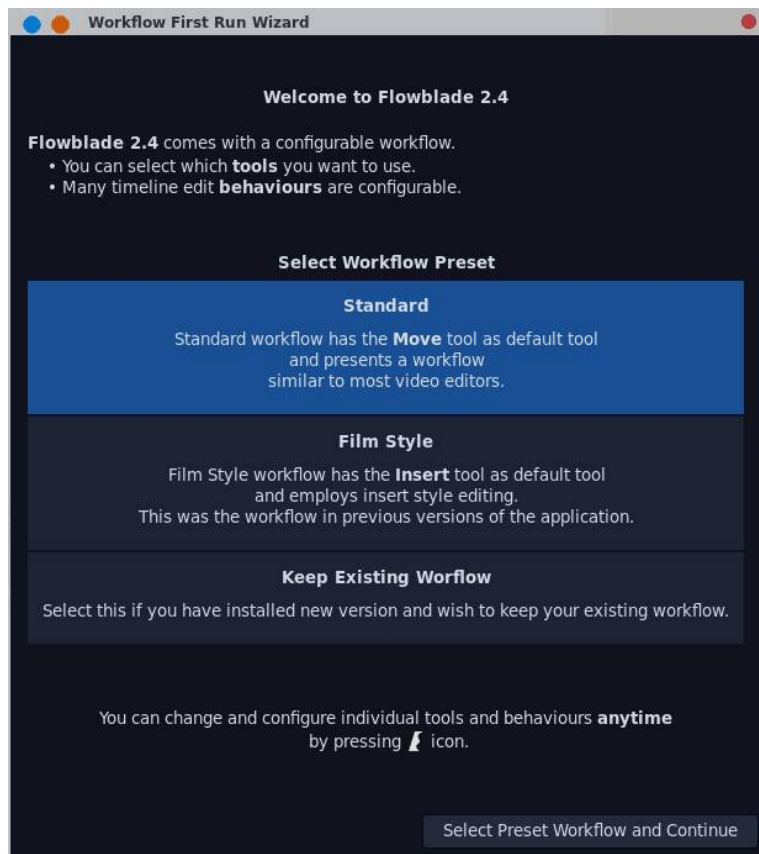 Workflow First Run Wizard
Welcome to Flowblade 2.4
Flowblade 2.4 comes with a configurable workflow.
• You can select which tools you want to use.
• Many timeline edit behaviours are configurable.
Select Workflow Preset
Standard
Standard workflow has the Move tool as default tool
and presents a workflow
similar to most video editors.
Film Style
Film Style workflow has the Insert tool as default tool
and employs insert style editing.
This was the workflow in previous versions of the application.
Keep Existing Worflow
Select this if you have installed new version and wish to keep your existing workflow.
You can change and configure individual tools and behaviours anytime
by pressing icon.
Select Preset Workflow and Continue